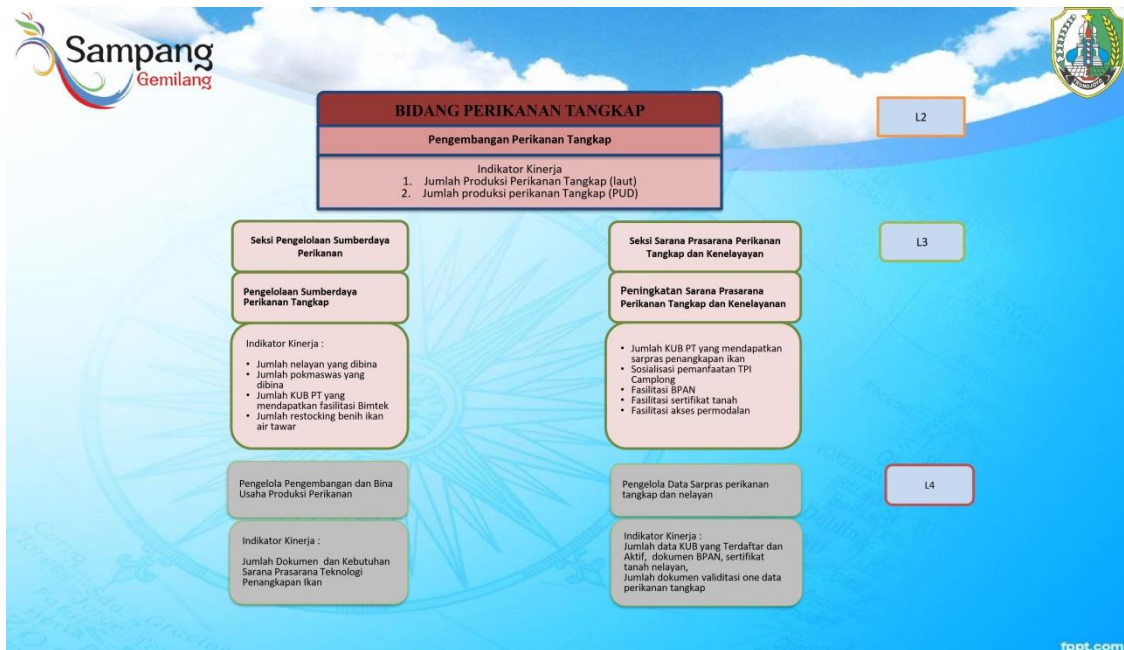 Sampang
Gemilang
BIDANG PERIKANAN TANGKAP
Pengembangan Perikanan Tangkap
Indikator Kinerja
1. Jumlah Produksi Perikanan Tangkap (laut)
2. Jumlah produksi perikanan Tangkap (PUD)
L2
Seksi Pengelolaan Sumberdaya
Perikanan
Pengelolaan Sumberdaya
Perikanan Tangkap
Indikator Kinerja :
• Jumlah nelayan yang dibina
• Jumlah pokmaswas yang
dibina
• Jumlah KUB PT yang
mendapatkan fasilitasi Bimtek
• Jumlah restocking benih ikan
air tawar
Seksi Sarana Prasarana Perikanan
Tangkap dan Kenelayayan
Peningkatan Sarana Prasarana
Perikanan Tangkap dan Kenelayanan
• Jumlah KUB PT yang mendapatkan
sarpras penangkapan ikan
• Sosialisasi pemanfaatan TPI
Camplong
• Fasilitasi BPAN
• Fasilitasi sertifikat tanah
• Fasilitasi akses permodalan
L3
Pengelola Pengembangan dan Bina
Usaha Produksi Perikanan
Indikator Kinerja :
Jumlah Dokumen dan Kebutuhan
Sarana Prasarana Teknologi
Penangkapan Ikan
Pengelola Data Sarpras perikanan
tangkap dan nelayan
Indikator Kinerja :
Jumlah data KUB yang Terdaftar dan
Aktif, dokumen BPAN, sertifikat
tanah nelayan,
Jumlah dokumen validitasi one data
perikanan tangkap
L4
fppt.com